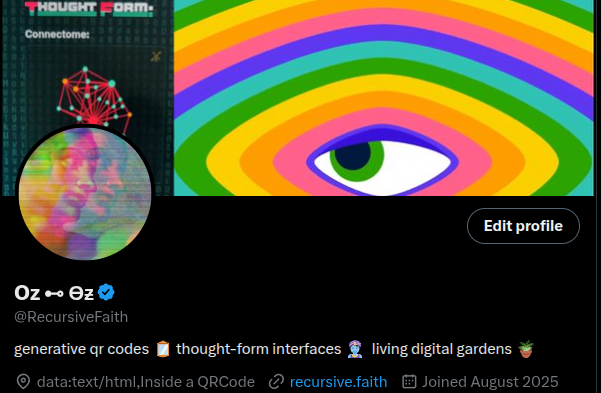 THOUGHT FORM:
Connectome:
Edit profile
Oz ⊷ Ꮎƶ
@RecursiveFaith
generative qr codes 🪞 thought-form interfaces 🧝 living digital gardens 🪴
data:text/html,Inside a QRCode recursive.faith Joined August 2025